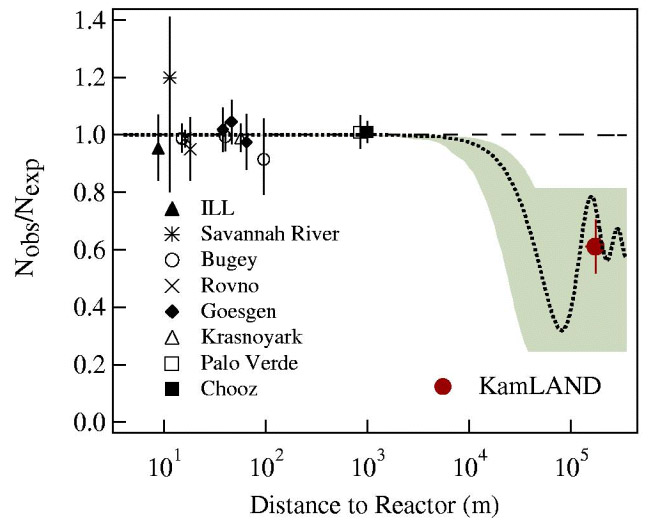 1.4
1.2
1.0
0.8
0.6
0.4
0.2
0.0
Nobs/Nexp
ILL
Savannah River
Bugey
Rovno
Goesgen
Krasnoyark
Palo Verde
Chooz
KamLAND
10¹ 10² 10³ 10⁴ 10⁵
Distance to Reactor (m)